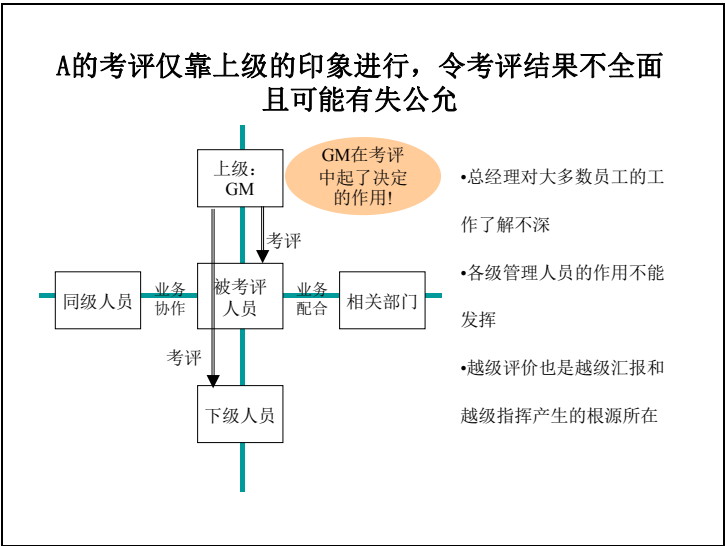 A的考评仅靠上级的印象进行，令考评结果不全面
且可能有失公允
上级：
GM
GM在考评
中起了决定
的作用!
考评
同级人员
业务
协作
被考评
人员
业务
配合
相关部门
考评
下级人员
•总经理对大多数员工的工
作了解不深
•各级管理人员的作用不能
发挥
•越级评价也是越级汇报和
越级指挥产生的根源所在